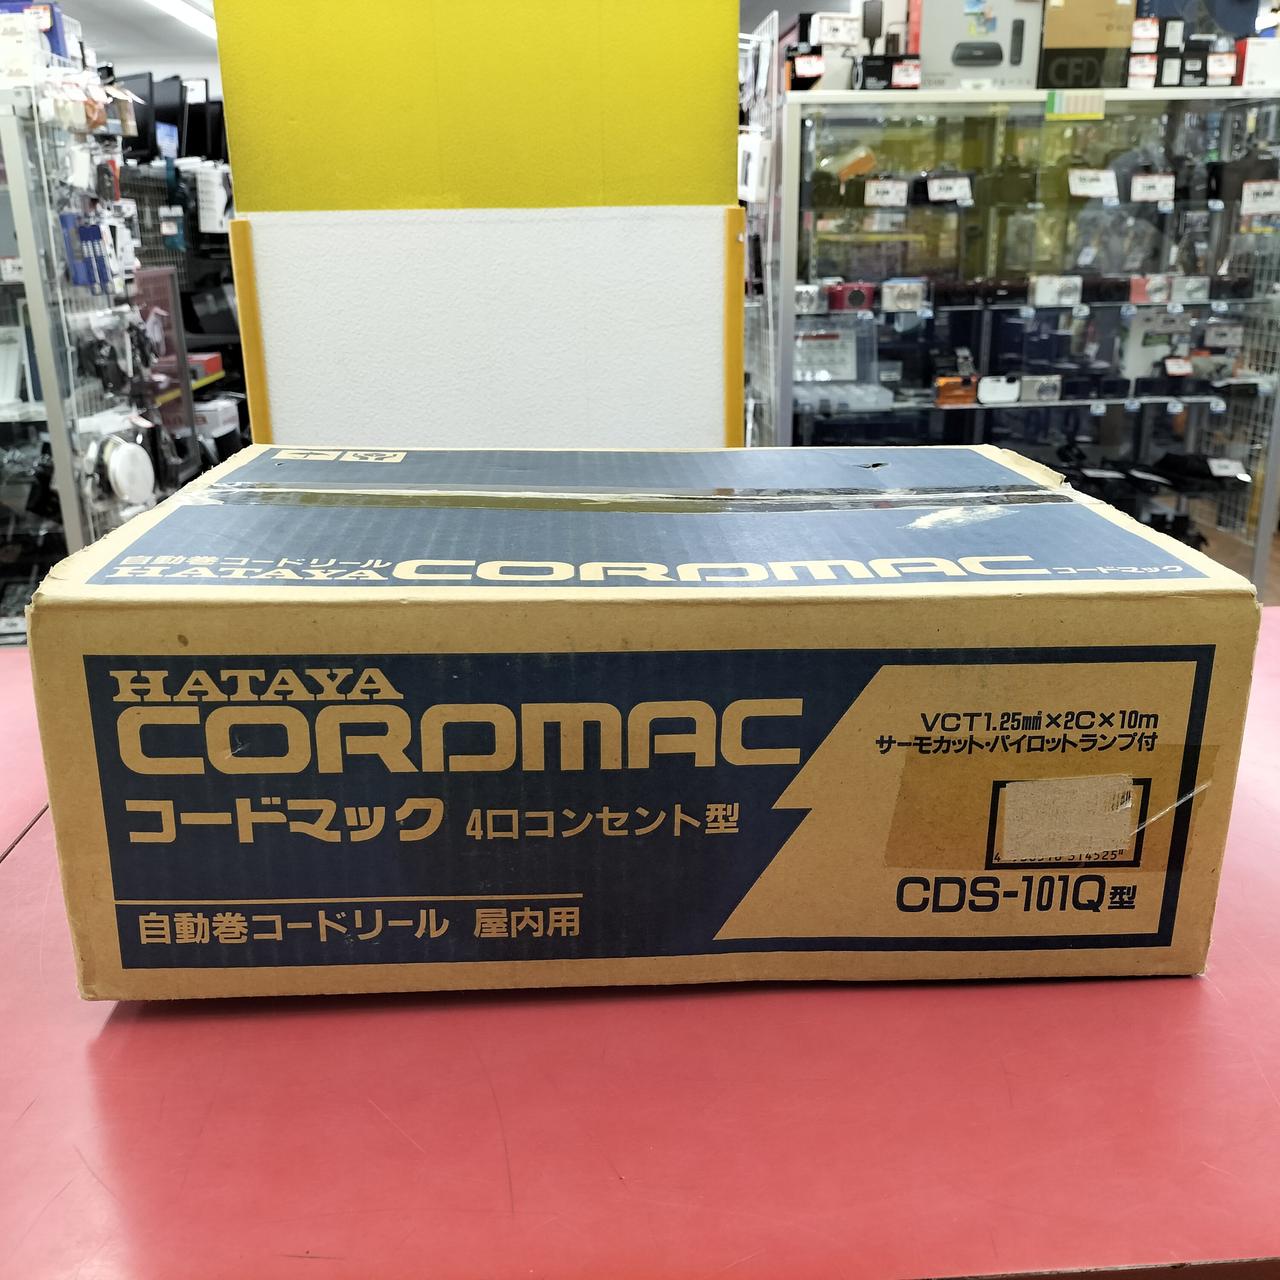 自動巻コードリール
HATAYA CORDMAC コードマック
HATAYA
CORDMAC
コードマック 4口コンセント型
自動巻コードリール 屋内用
VCT1.25mm²×2C×10m
サーモカット・パイロットランプ付
CDS-101Q型